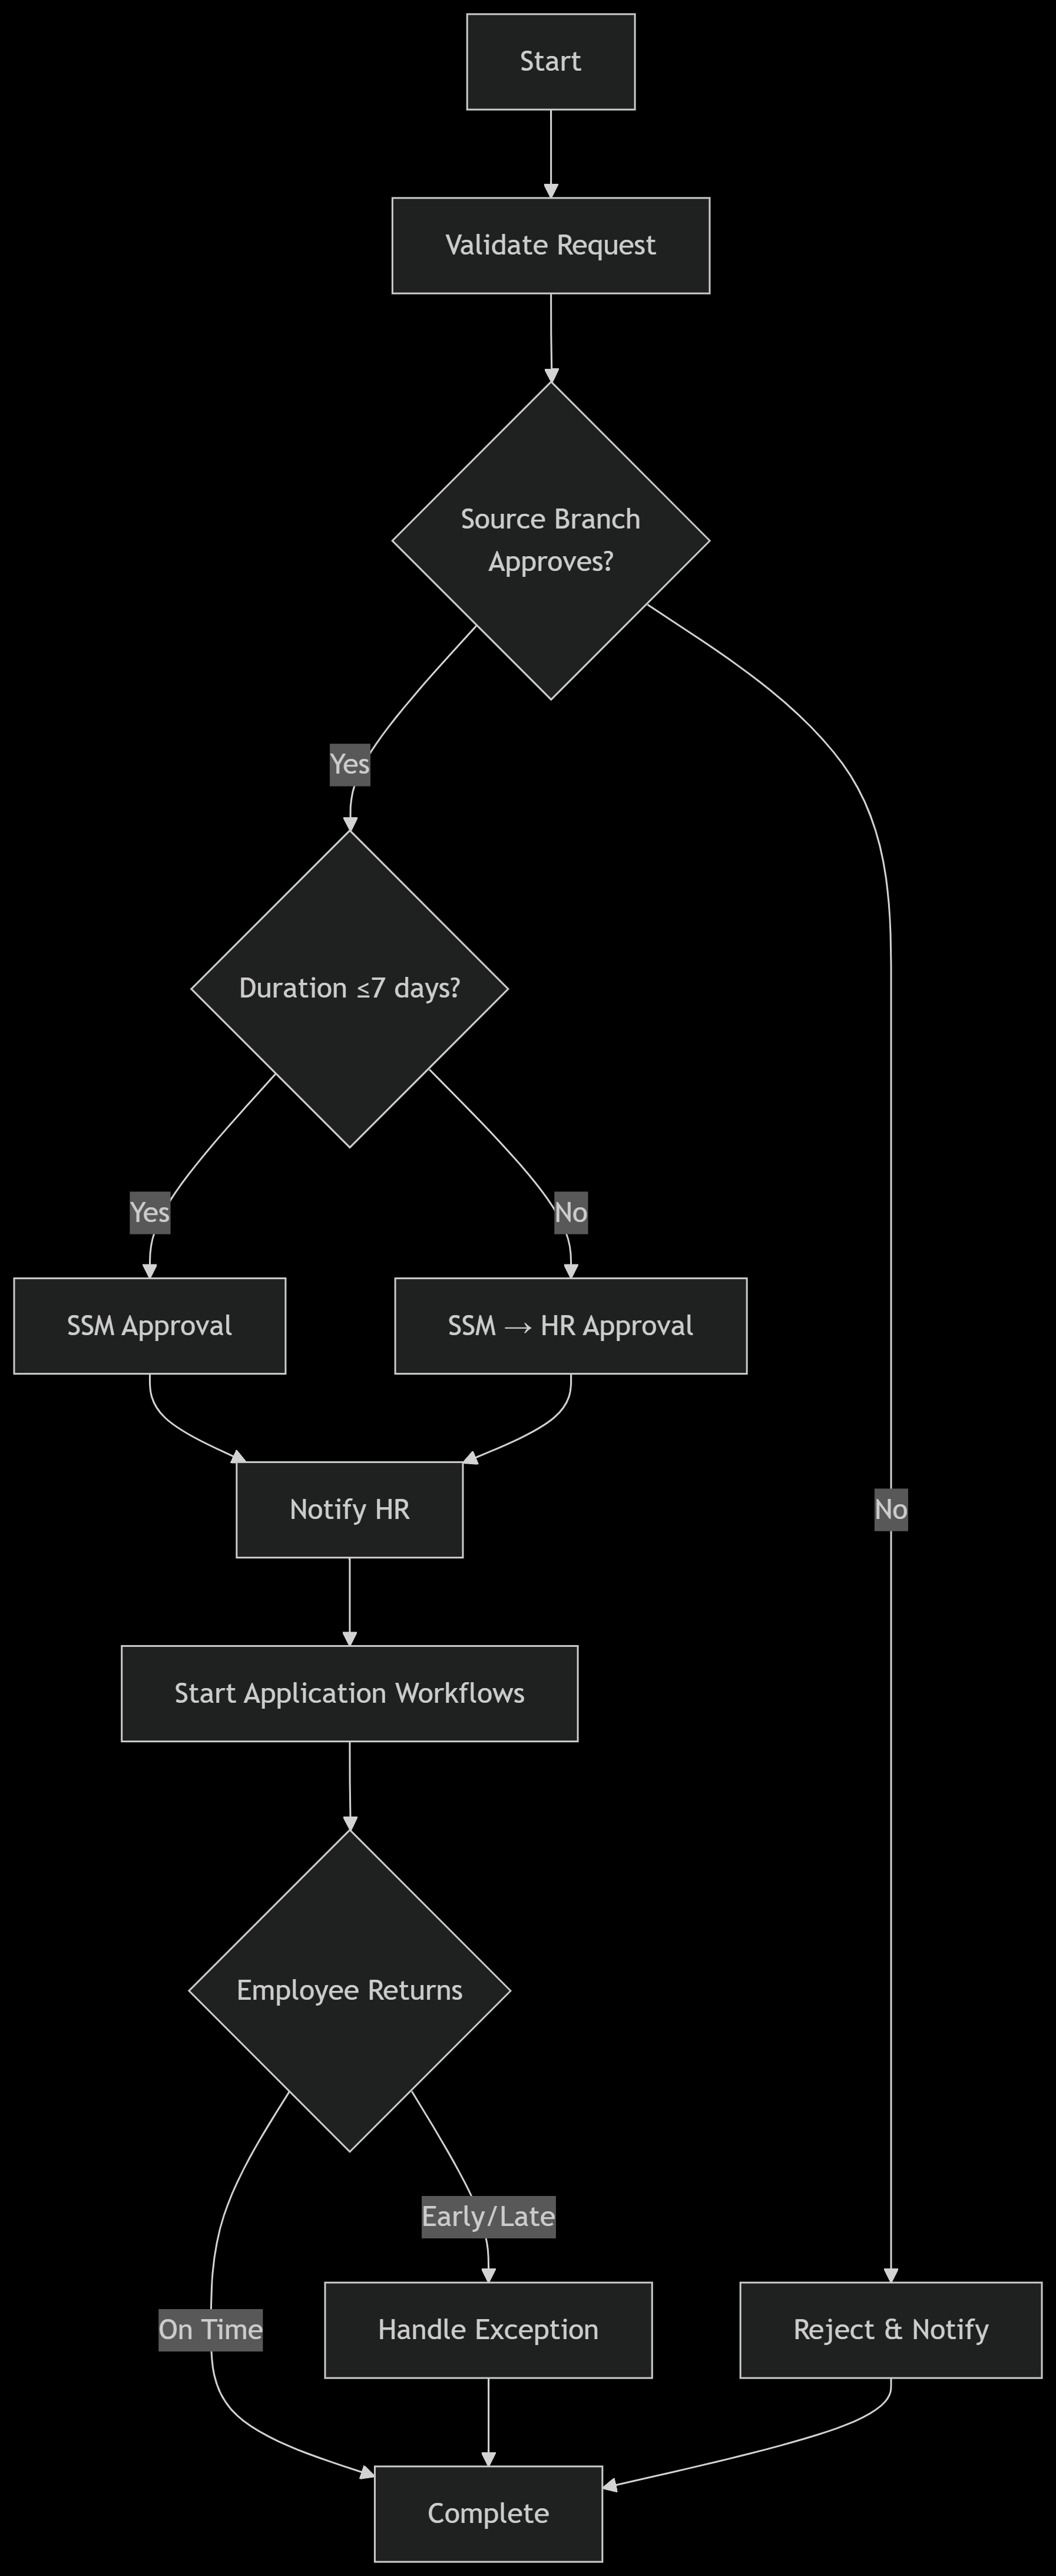 Start
Validate Request
Source Branch
Approves?
Yes
Duration ≤7 days?
Yes
No
SSM Approval
SSM → HR Approval
Notify HR
No
Start Application Workflows
Employee Returns
Early/Late
On Time
Handle Exception
Reject & Notify
Complete